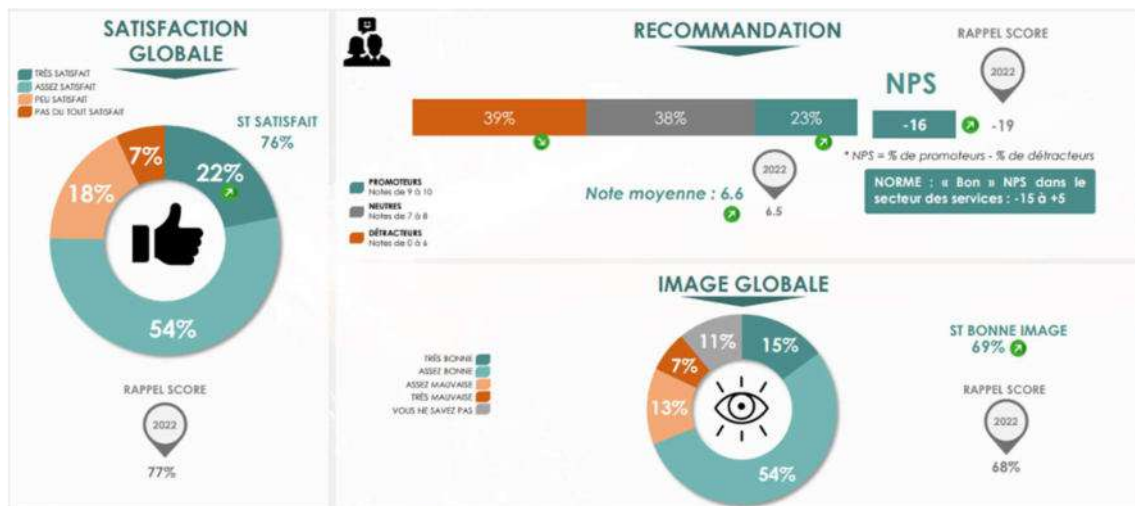 SATISFACTION
GLOBALE
TRÈS SATISFAIT
ASSEZ SATISFAIT
PEU SATISFAIT
PAS DU TOUT SATISFAIT
ST SATISFAIT
76%
7%
22%
18%
54%
RAPPEL SCORE
2022
77%
RECOMMANDATION
RAPPEL SCORE
2022
NPS
39%
38%
23%
-16
-19
* NPS = % de promoteurs - % de détracteurs
NORME : « Bon » NPS dans le
secteur des services : -15 à +5
PROMOTEURS
Notes de 9 à 10
NEUTRES
Notes de 7 à 8
DÉTRACTEURS
Notes de 0 à 6
Note moyenne : 6.6
2022
6.5
IMAGE GLOBALE
TRÈS BONNE
ASSEZ BONNE
ASSEZ MAUVAISE
TRÈS MAUVAISE
VOUS NE SAVEZ PAS
11%
15%
7%
13%
54%
ST BONNE IMAGE
69%
RAPPEL SCORE
2022
68%